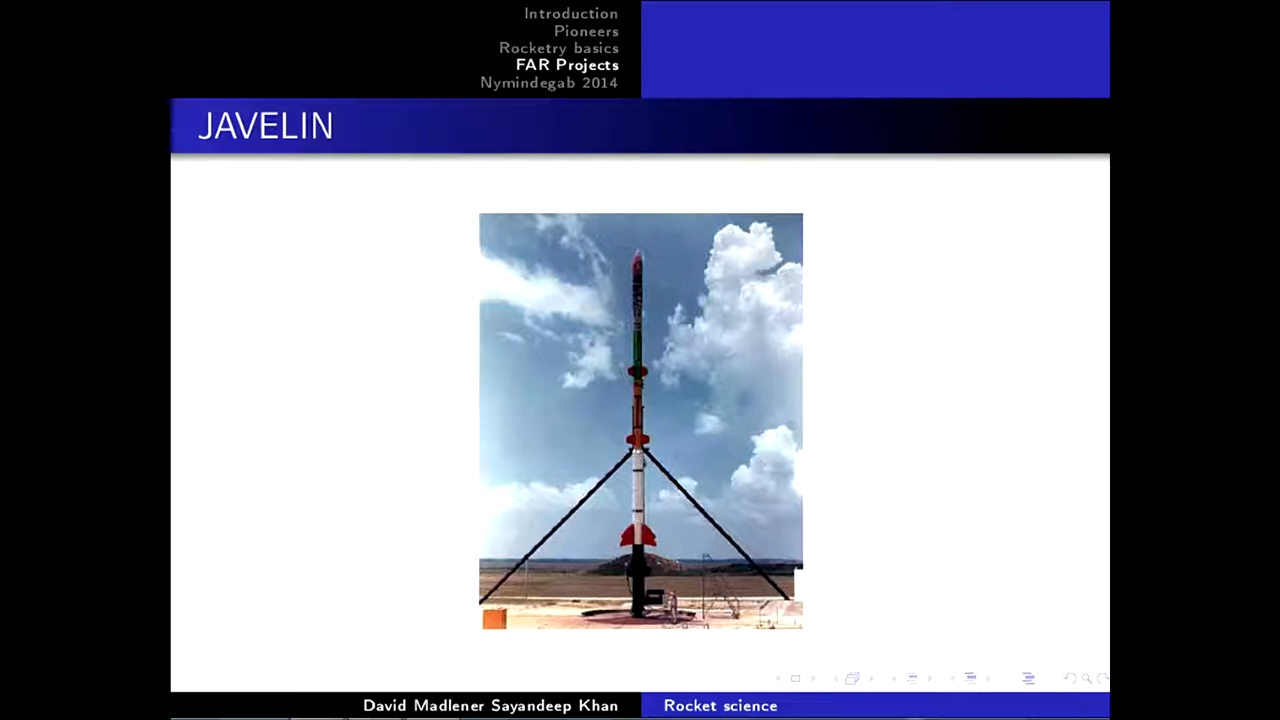 Introduction
Pioneers
Rocketry basics
FAR Projects
Nymindegab 2014
JAVELIN
David Madlener Sayandeep Khan
Rocket science